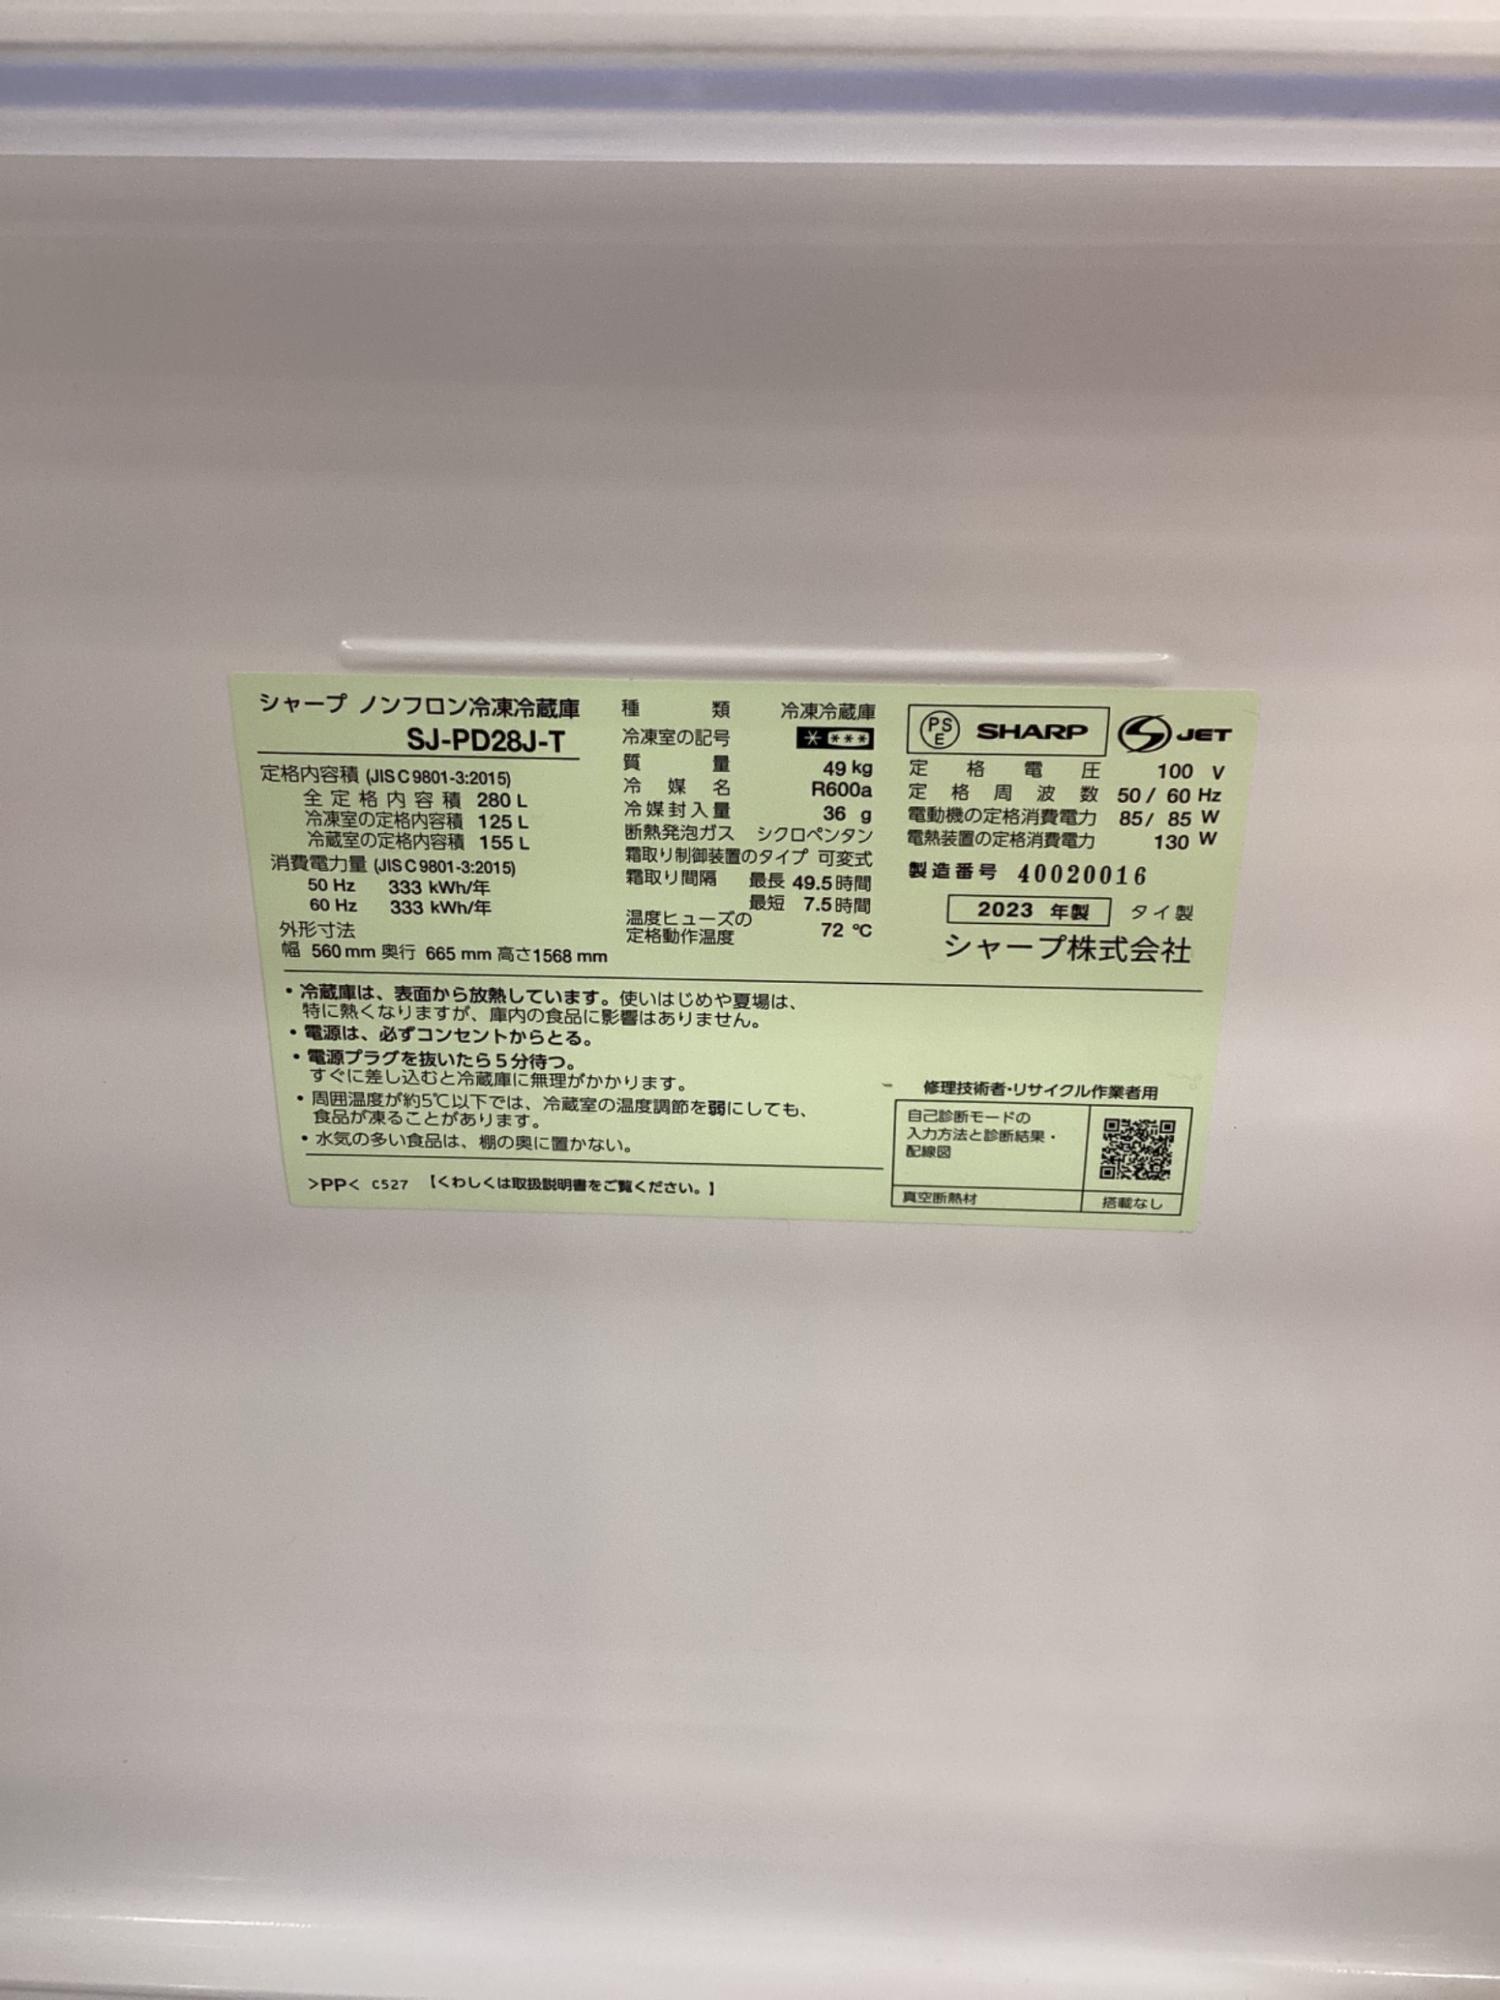 シャープ ノンフロン冷凍冷蔵庫
SJ-PD28J-T
定格内容積 (JIS C 9801-3:2015)
全定格内容積 280 L
冷凍室の定格内容積 125 L
冷蔵室の定格内容積 155 L
消費電力量 (JIS C 9801-3:2015)
50 Hz 333 kWh/年
60 Hz 333 kWh/年
外形寸法
幅 560 mm 奥行 665 mm 高さ1568 mm
種類 冷凍冷蔵庫
冷凍室の記号 * ***
質量 49 kg
冷媒名 R600a
冷媒封入量 36 g
断熱発泡ガス シクロペンタン
霜取り制御装置のタイプ 可変式
霜取り間隔 最長 49.5時間
最短 7.5時間
温度ヒューズの
定格動作温度 72 ℃
PSE SHARP JET
定格電圧 100 V
定格周波数 50 / 60 Hz
電動機の定格消費電力 85/ 85 W
電熱装置の定格消費電力 130 W
製造番号 40020016
2023 年製 タイ製
シャープ株式会社
・冷蔵庫は、表面から放熱しています。使いはじめや夏場は、
特に熱くなりますが、庫内の食品に影響はありません。
・電源は、必ずコンセントからとる。
・電源プラグを抜いたら5分待つ。
すぐに差し込むと冷蔵庫に無理がかかります。
・周囲温度が約5℃以下では、冷蔵室の温度調節を弱にしても、
食品が凍ることがあります。
・水気の多い食品は、棚の奥に置かない。
>PP< C527 【くわしくは取扱説明書をご覧ください。】
修理技術者・リサイクル作業者用
自己診断モードの
入力方法と診断結果・
配線図
真空断熱材 搭載なし